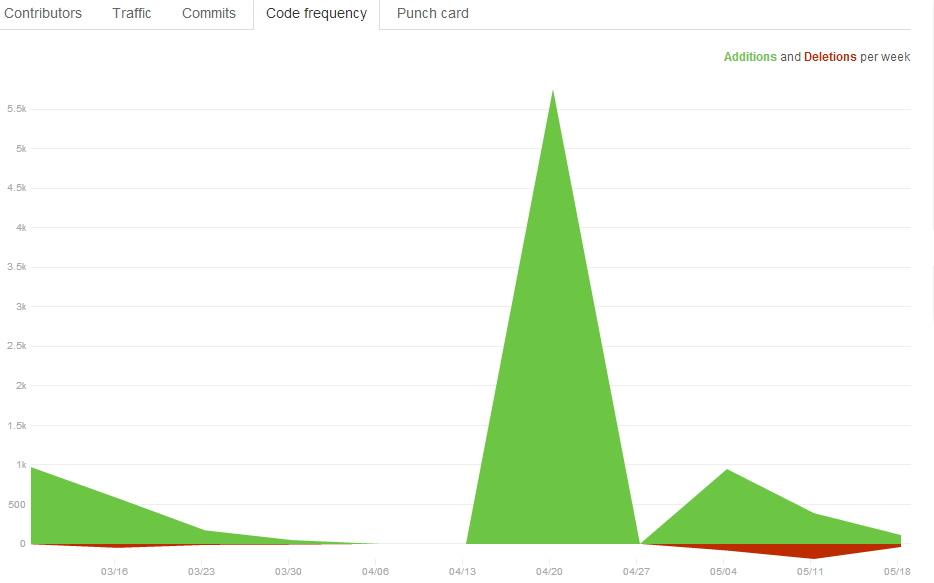 Contributors Traffic Commits Code frequency Punch card
Additions and Deletions per week
5.5k
5k
4.5k
4k
3.5k
3k
2.5k
2k
1.5k
1k
500
0
03/16 03/23 03/30 04/06 04/13 04/20 04/27 05/04 05/11 05/18